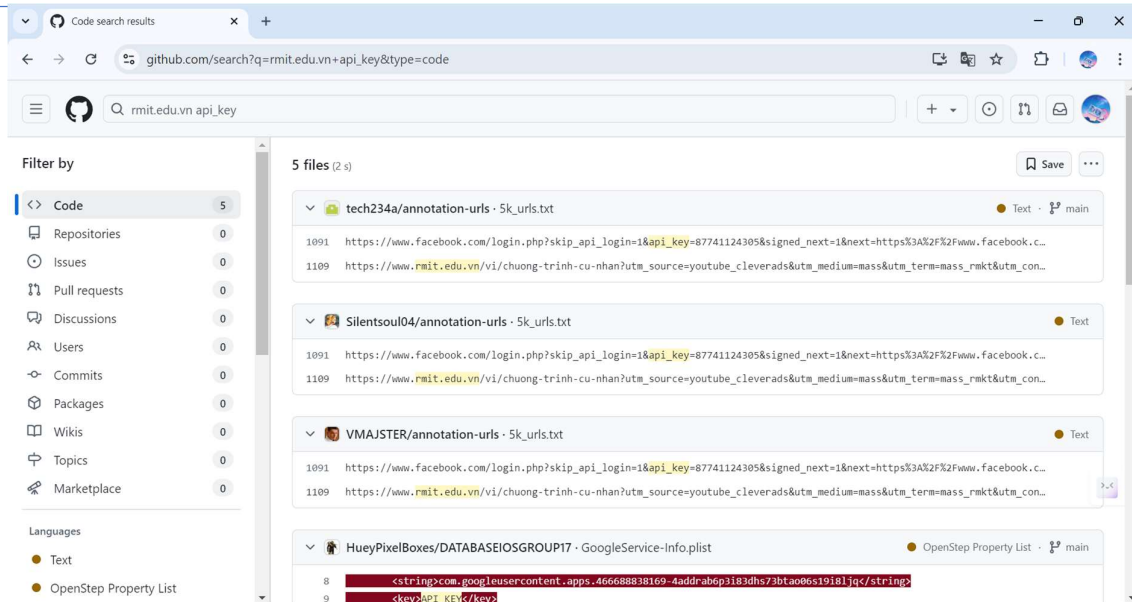 Code search results
github.com/search?q=rmit.edu.vn+api_key&type=code
rmit.edu.vn api_key
Filter by
Code 5
Repositories 0
Issues 0
Pull requests 0
Discussions 0
Users 0
Commits 0
Packages 0
Wikis 0
Topics 0
Marketplace 0
Languages
Text
OpenStep Property List
5 files (2 s)
Save
tech234a/annotation-urls · 5k_urls.txt
Text · main
1091 https://www.facebook.com/login.php?skip_api_login=1&api_key=87741124305&signed_next=1&next=https%3A%2F%2Fwww.facebook.c…
1109 https://www.rmit.edu.vn/vi/chuong-trinh-cu-nhan?utm_source=youtube_cleverads&utm_medium=mass&utm_term=mass_rmkt&utm_con…
Silentsoul04/annotation-urls · 5k_urls.txt
Text
1091 https://www.facebook.com/login.php?skip_api_login=1&api_key=87741124305&signed_next=1&next=https%3A%2F%2Fwww.facebook.c…
1109 https://www.rmit.edu.vn/vi/chuong-trinh-cu-nhan?utm_source=youtube_cleverads&utm_medium=mass&utm_term=mass_rmkt&utm_con…
VMAJSTER/annotation-urls · 5k_urls.txt
Text
1091 https://www.facebook.com/login.php?skip_api_login=1&api_key=87741124305&signed_next=1&next=https%3A%2F%2Fwww.facebook.c…
1109 https://www.rmit.edu.vn/vi/chuong-trinh-cu-nhan?utm_source=youtube_cleverads&utm_medium=mass&utm_term=mass_rmkt&utm_con…
HueyPixelBoxes/DATABASEIOSGROUP17 · GoogleService-Info.plist
OpenStep Property List · main
8 <string>com.googleusercontent.apps.466688838169-4addrab6p3i83dhs73btao06s19i8ljq</string>
9 <key>API_KEY</key>